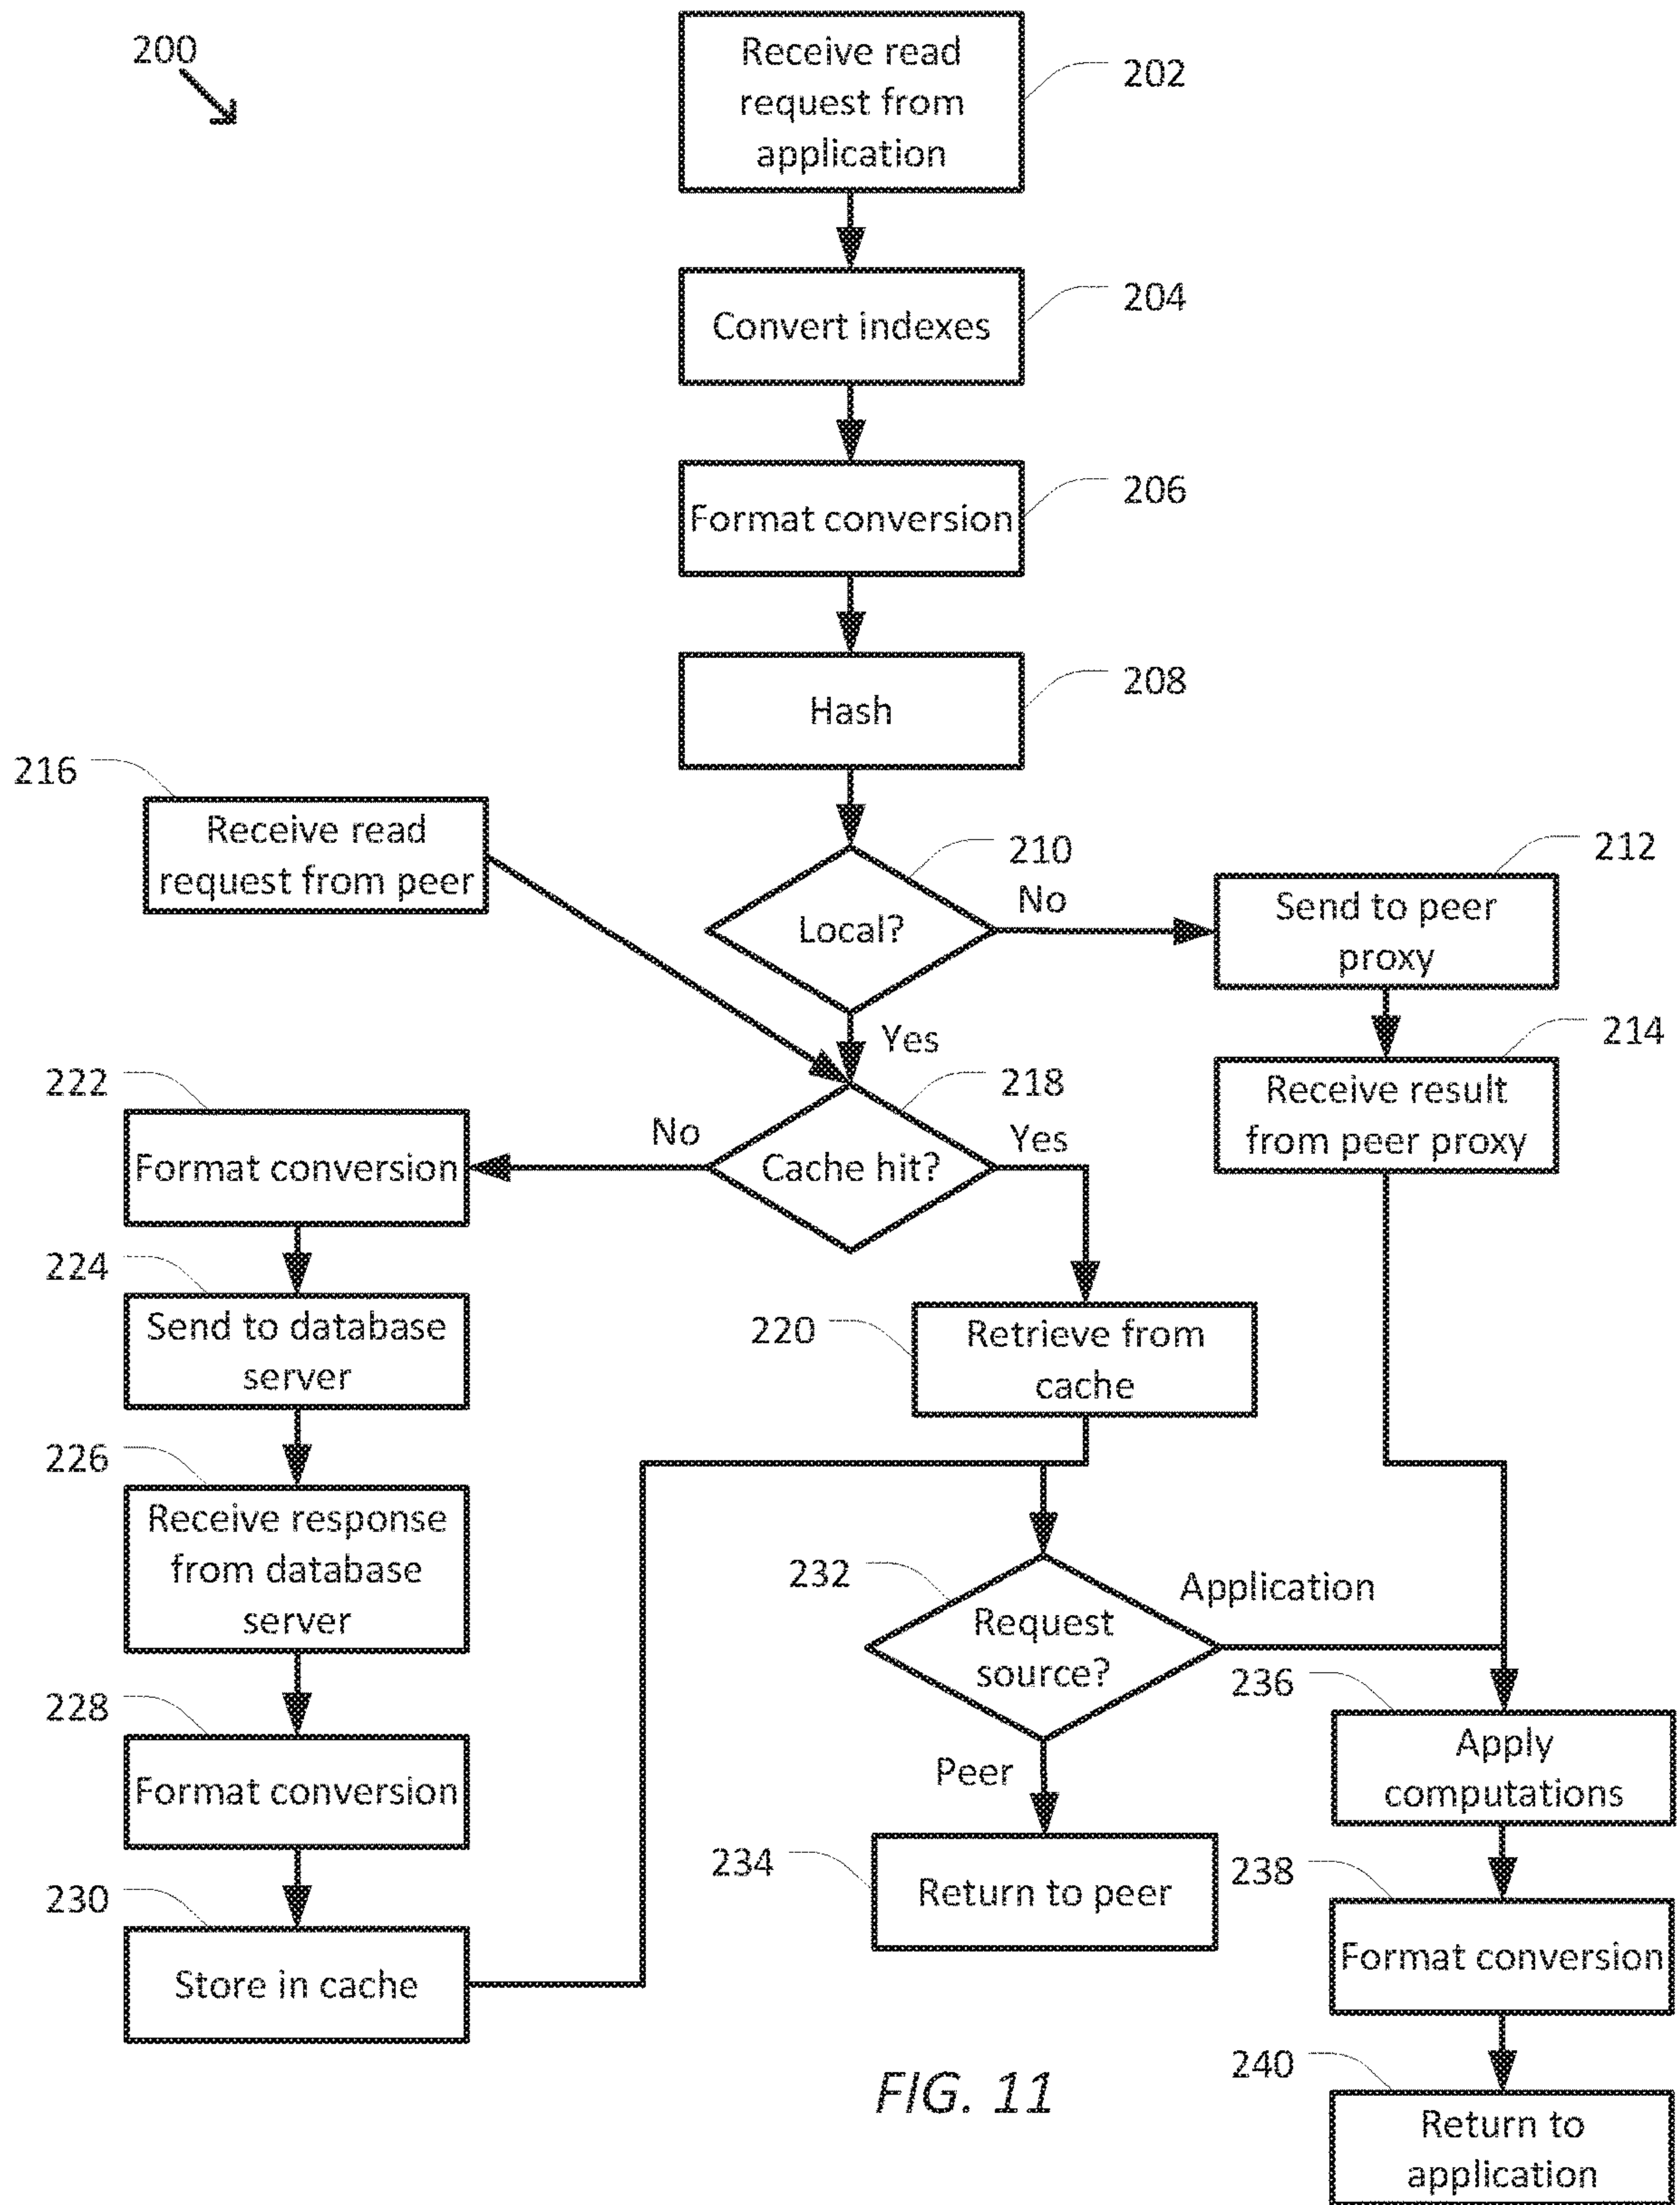 200
Receive read
request from
application
202
Convert indexes
204
Format conversion
206
Hash
208
216
Receive read
request from peer
Local?
210
No
Yes
212
Send to peer
proxy
214
Receive result
from peer proxy
218
Cache hit?
No
Yes
222
Format conversion
224
Send to database
server
220
Retrieve from
cache
226
Receive response
from database
server
228
Format conversion
230
Store in cache
232
Request
source?
Application
Peer
234
Return to peer
236
Apply
computations
238
Format conversion
240
Return to
application
FIG. 11